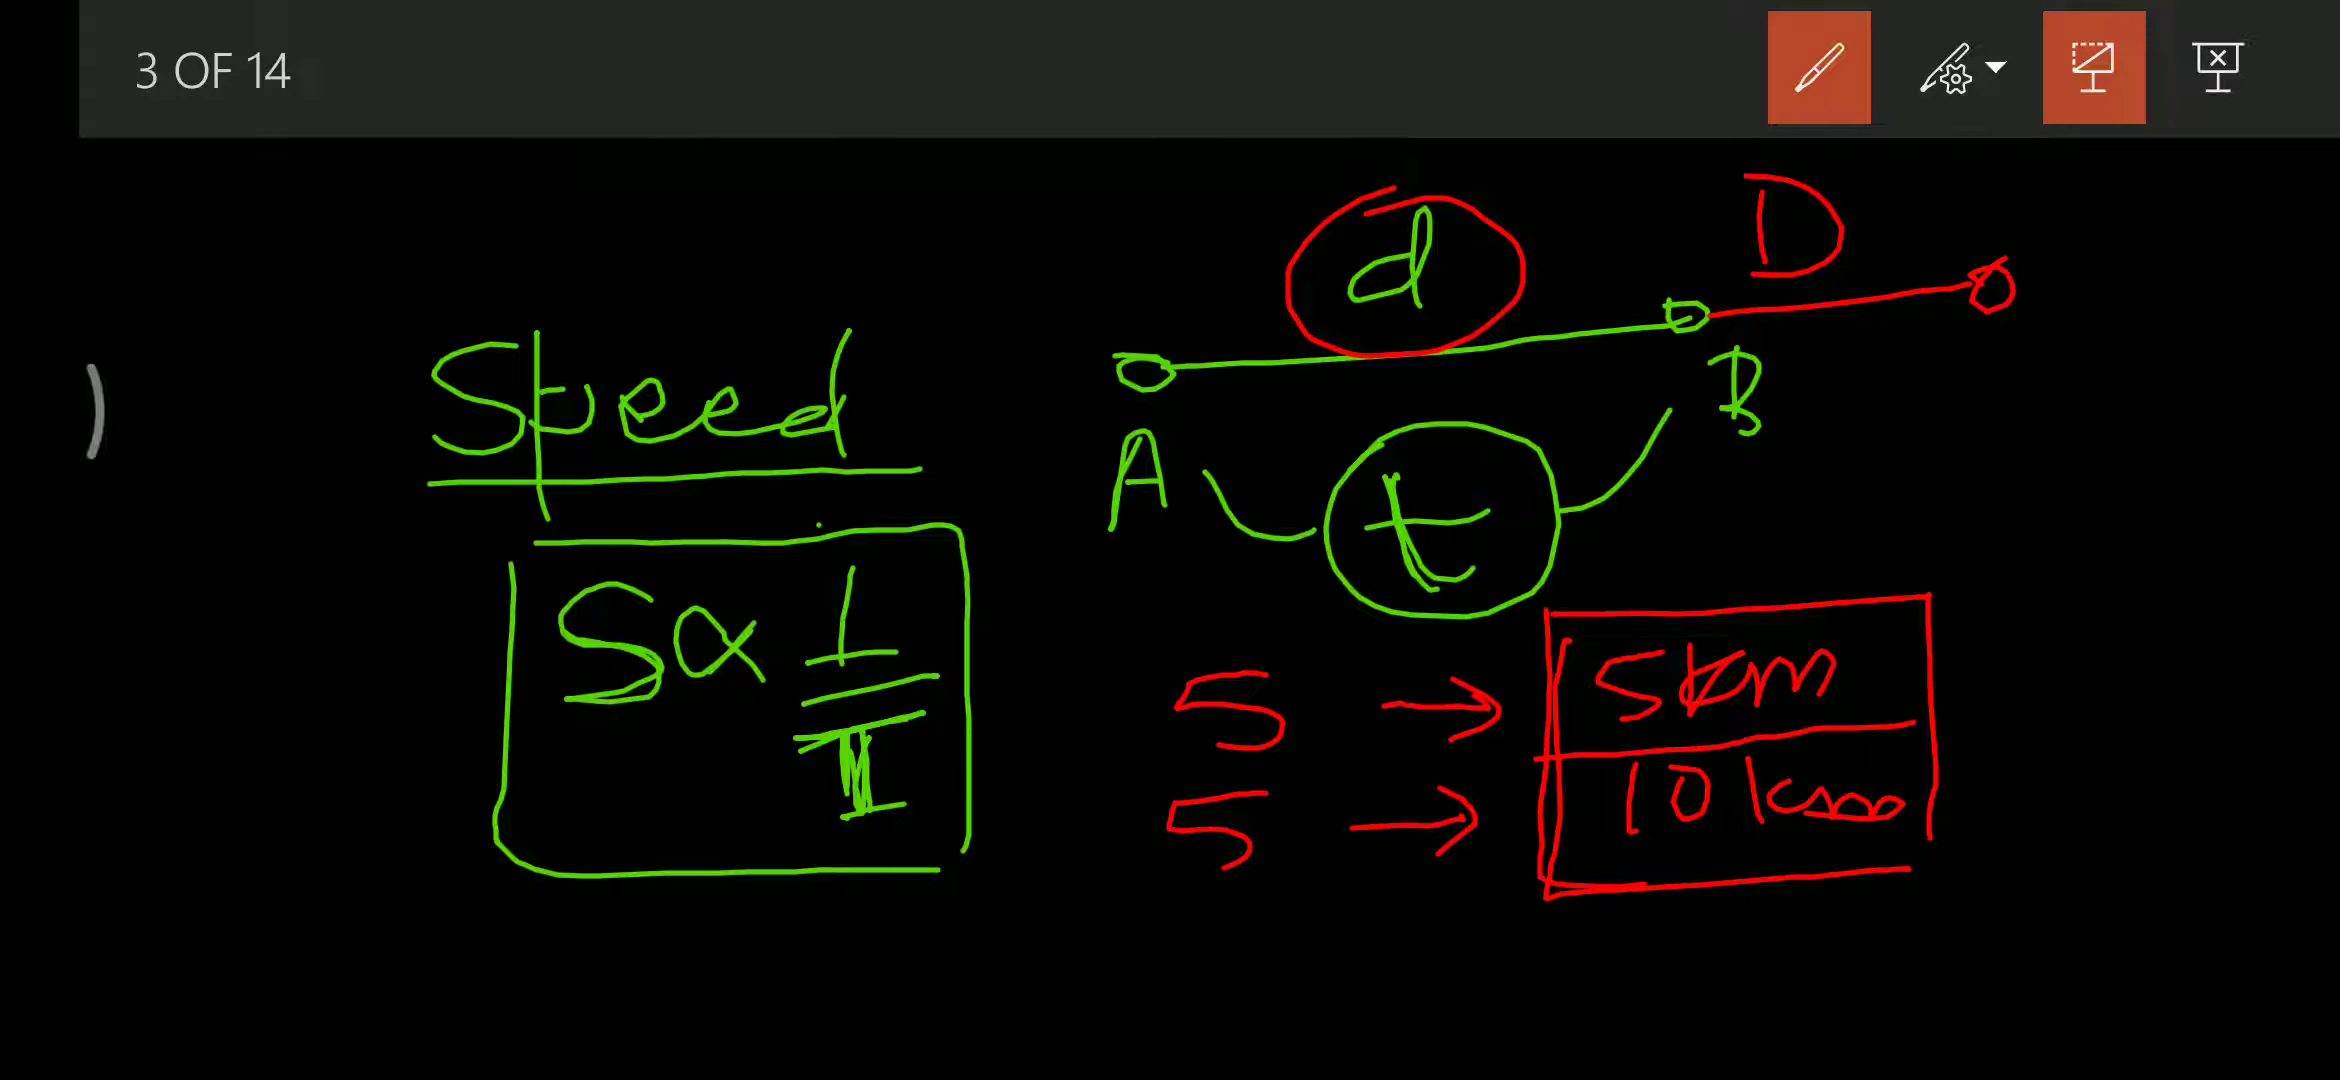 3 OF 14
d
D
Speed
A
B
t
S α 1/T
5 → 5km
5 → 10km